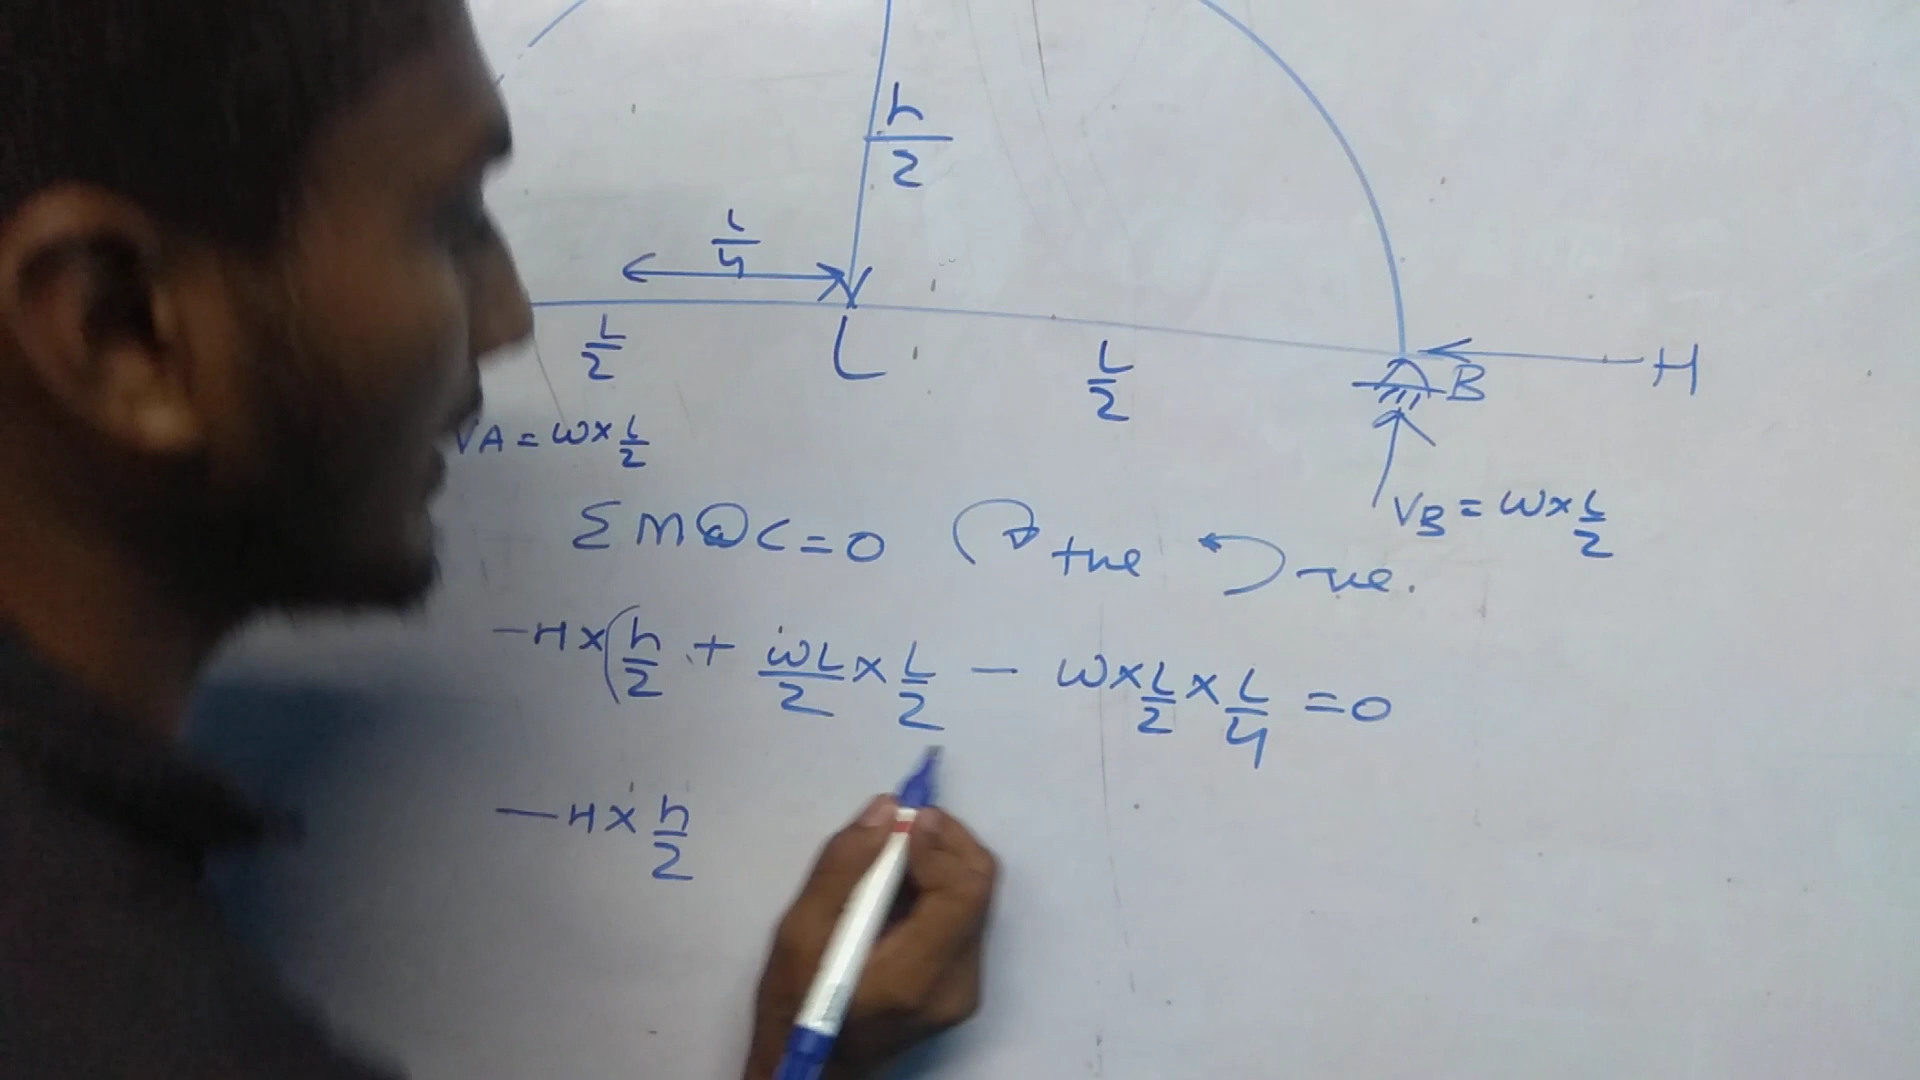 h/2
L/4
L/2
L
L/2
B
H
VA = w×L/2
VB = w×L/2
ΣM@C=0 +ve -ve.
-H×(h/2 + wL/2×L/2 - w×L/2×L/4 =0
-H×h/2